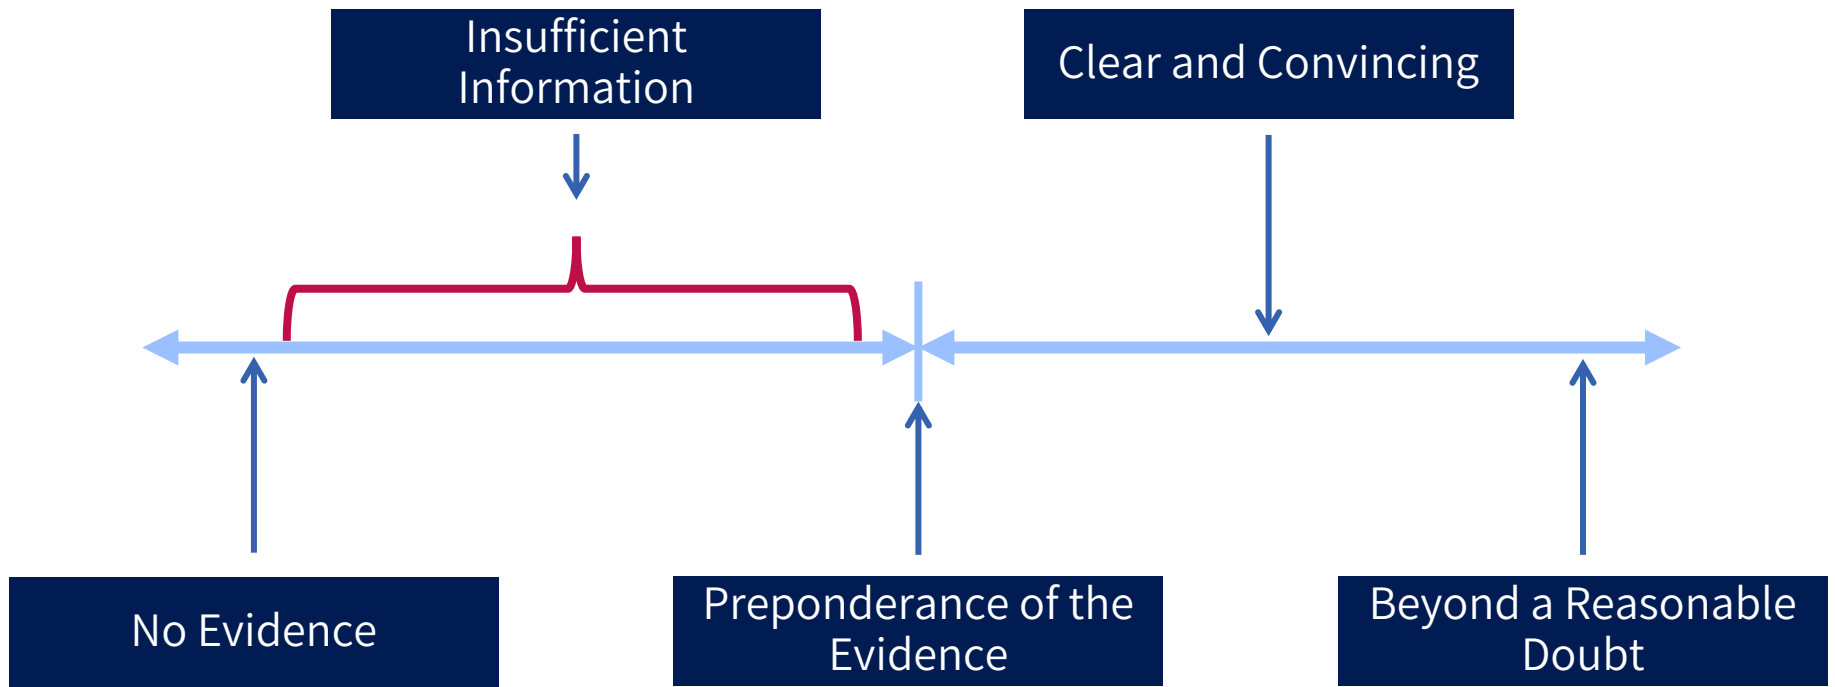 Insufficient
Information
Clear and Convincing
No Evidence
Preponderance of the
Evidence
Beyond a Reasonable
Doubt